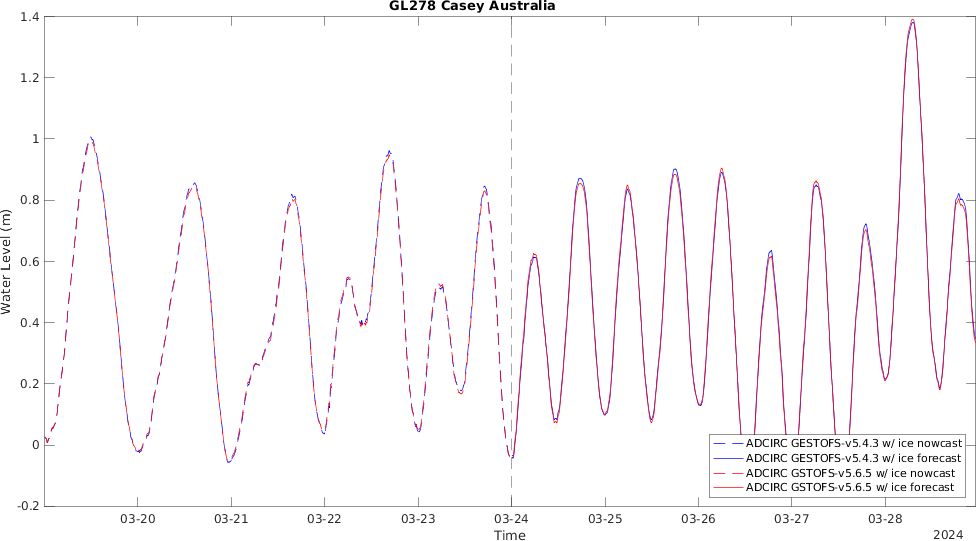 GL278 Casey Australia
Water Level (m)
1.4
1.2
1
0.8
0.6
0.4
0.2
0
-0.2
ADCIRC GESTOFS-v5.4.3 w/ ice nowcast
ADCIRC GESTOFS-v5.4.3 w/ ice forecast
ADCIRC GSTOFS-v5.6.5 w/ ice nowcast
ADCIRC GSTOFS-v5.6.5 w/ ice forecast
03-20 03-21 03-22 03-23 03-24 03-25 03-26 03-27 03-28
Time
2024